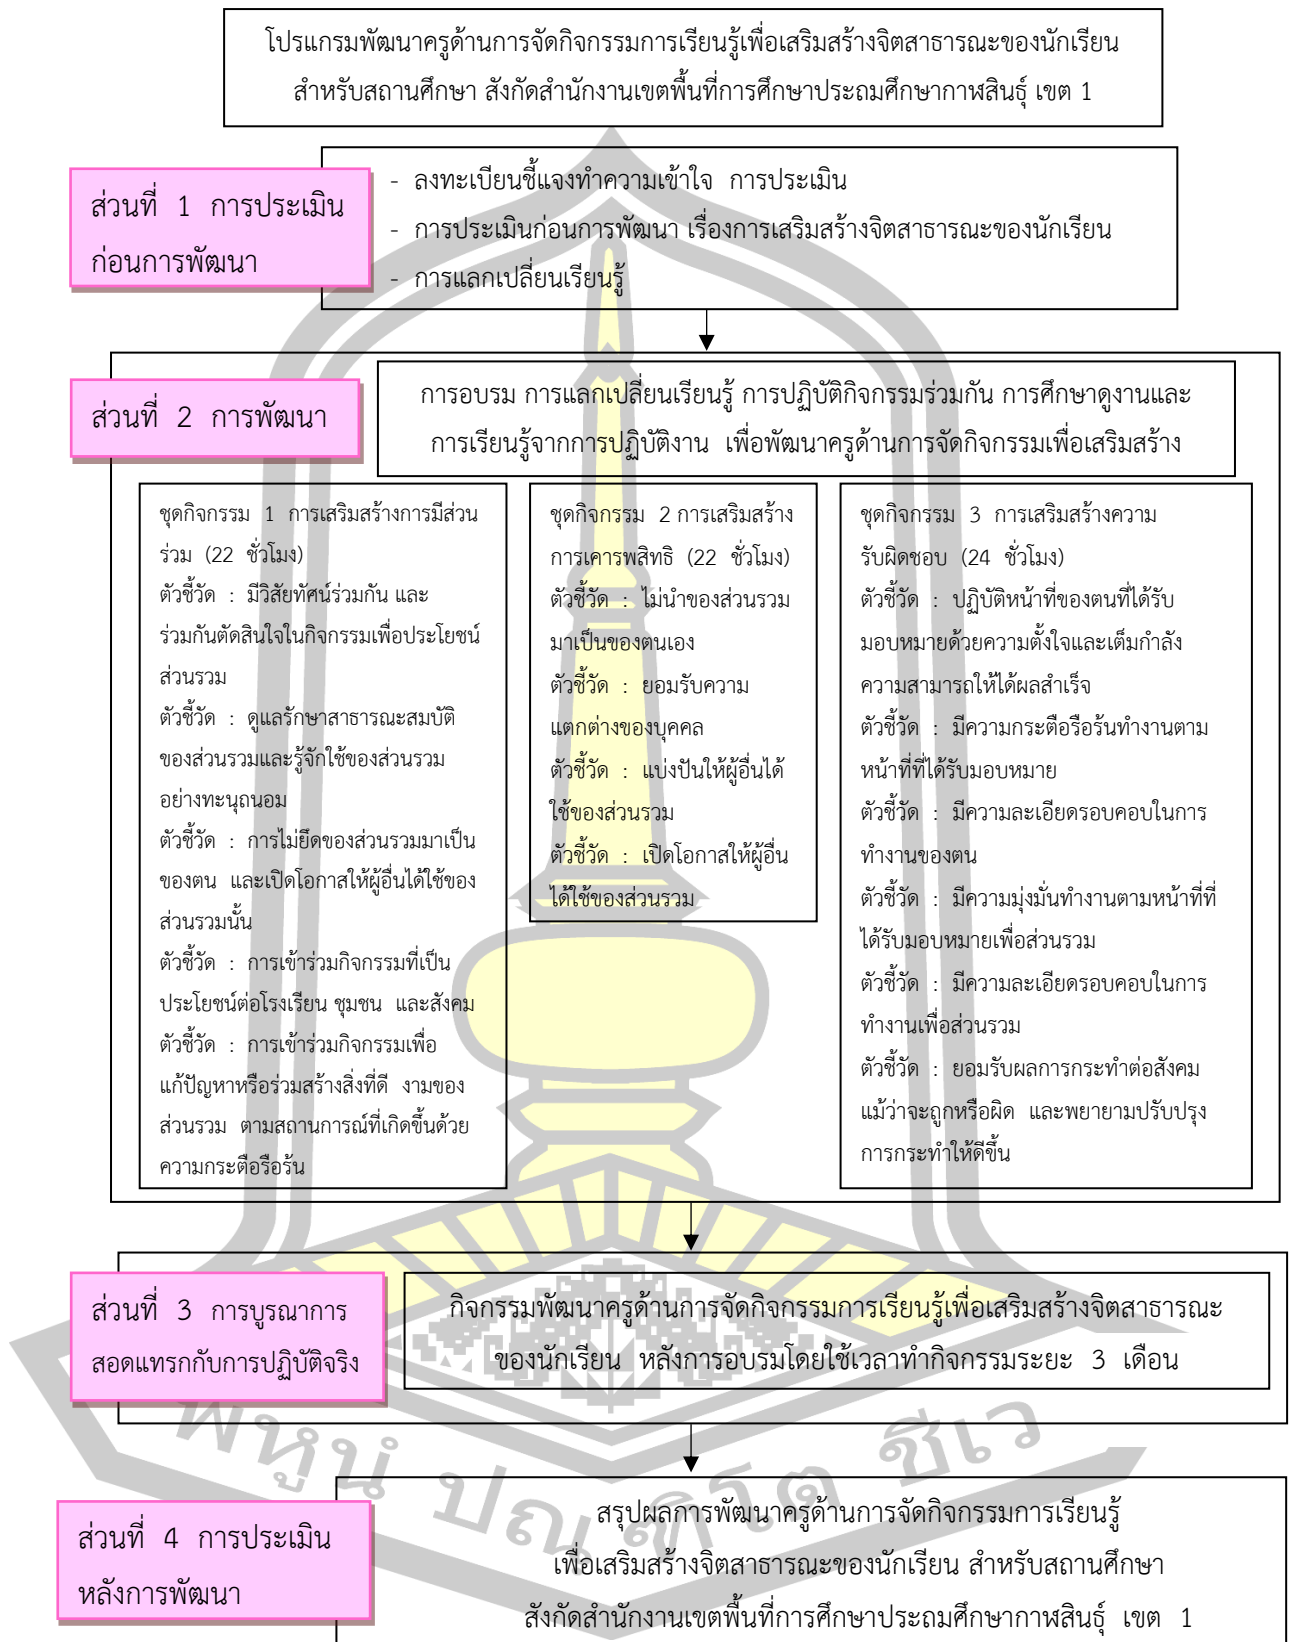 โปรแกรมพัฒนาครูด้านการจัดกิจกรรมการเรียนรู้เพื่อเสริมสร้างจิตสาธารณะของนักเรียน
สำหรับสถานศึกษา สังกัดสำนักงานเขตพื้นที่การศึกษาประถมศึกษากาฬสินธุ์ เขต 1
ส่วนที่ 1 การประเมิน
ก่อนการพัฒนา
- ลงทะเบียนชี้แจงทำความเข้าใจ การประเมิน
- การประเมินก่อนการพัฒนา เรื่องการเสริมสร้างจิตสาธารณะของนักเรียน
- การแลกเปลี่ยนเรียนรู้
ส่วนที่ 2 การพัฒนา
การอบรม การแลกเปลี่ยนเรียนรู้ การปฏิบัติกิจกรรมร่วมกัน การศึกษาดูงานและ
การเรียนรู้จากการปฏิบัติงาน เพื่อพัฒนาครูด้านการจัดกิจกรรมเพื่อเสริมสร้าง
ชุดกิจกรรม 1 การเสริมสร้างการมีส่วน
ร่วม (22 ชั่วโมง)
ตัวชี้วัด : มีวิสัยทัศน์ร่วมกัน และ
ร่วมกันตัดสินใจในกิจกรรมเพื่อประโยชน์
ส่วนรวม
ตัวชี้วัด : ดูแลรักษาสาธารณะสมบัติ
ของส่วนรวมและรู้จักใช้ของส่วนรวม
อย่างทะนุถนอม
ตัวชี้วัด : การไม่ยึดของส่วนรวมมาเป็น
ของตน และเปิดโอกาสให้ผู้อื่นได้ใช้ของ
ส่วนรวมนั้น
ตัวชี้วัด : การเข้าร่วมกิจกรรมที่เป็น
ประโยชน์ต่อโรงเรียน ชุมชน และสังคม
ตัวชี้วัด : การเข้าร่วมกิจกรรมเพื่อ
แก้ปัญหาหรือร่วมสร้างสิ่งที่ดี งามของ
ส่วนรวม ตามสถานการณ์ที่เกิดขึ้นด้วย
ความกระตือรือร้น
ชุดกิจกรรม 2 การเสริมสร้าง
การเคารพสิทธิ (22 ชั่วโมง)
ตัวชี้วัด : ไม่นำของส่วนรวม
มาเป็นของตนเอง
ตัวชี้วัด : ยอมรับความ
แตกต่างของบุคคล
ตัวชี้วัด : แบ่งปันให้ผู้อื่นได้
ใช้ของส่วนรวม
ตัวชี้วัด : เปิดโอกาสให้ผู้อื่น
ได้ใช้ของส่วนรวม
ชุดกิจกรรม 3 การเสริมสร้างความ
รับผิดชอบ (24 ชั่วโมง)
ตัวชี้วัด : ปฏิบัติหน้าที่ของตนที่ได้รับ
มอบหมายด้วยความตั้งใจและเต็มกำลัง
ความสามารถให้ได้ผลสำเร็จ
ตัวชี้วัด : มีความกระตือรือร้นทำงานตาม
หน้าที่ที่ได้รับมอบหมาย
ตัวชี้วัด : มีความละเอียดรอบคอบในการ
ทำงานของตน
ตัวชี้วัด : มีความมุ่งมั่นทำงานตามหน้าที่ที่
ได้รับมอบหมายเพื่อส่วนรวม
ตัวชี้วัด : มีความละเอียดรอบคอบในการ
ทำงานเพื่อส่วนรวม
ตัวชี้วัด : ยอมรับผลการกระทำต่อสังคม
แม้ว่าจะถูกหรือผิด และพยายามปรับปรุง
การกระทำให้ดีขึ้น
ส่วนที่ 3 การบูรณาการ
สอดแทรกกับการปฏิบัติจริง
กิจกรรมพัฒนาครูด้านการจัดกิจกรรมการเรียนรู้เพื่อเสริมสร้างจิตสาธารณะ
ของนักเรียน หลังการอบรมโดยใช้เวลาทำกิจกรรมระยะ 3 เดือน
พหูนํ ปณฺฑิโต ชีเว
ส่วนที่ 4 การประเมิน
หลังการพัฒนา
สรุปผลการพัฒนาครูด้านการจัดกิจกรรมการเรียนรู้
เพื่อเสริมสร้างจิตสาธารณะของนักเรียน สำหรับสถานศึกษา
สังกัดสำนักงานเขตพื้นที่การศึกษาประถมศึกษากาฬสินธุ์ เขต 1